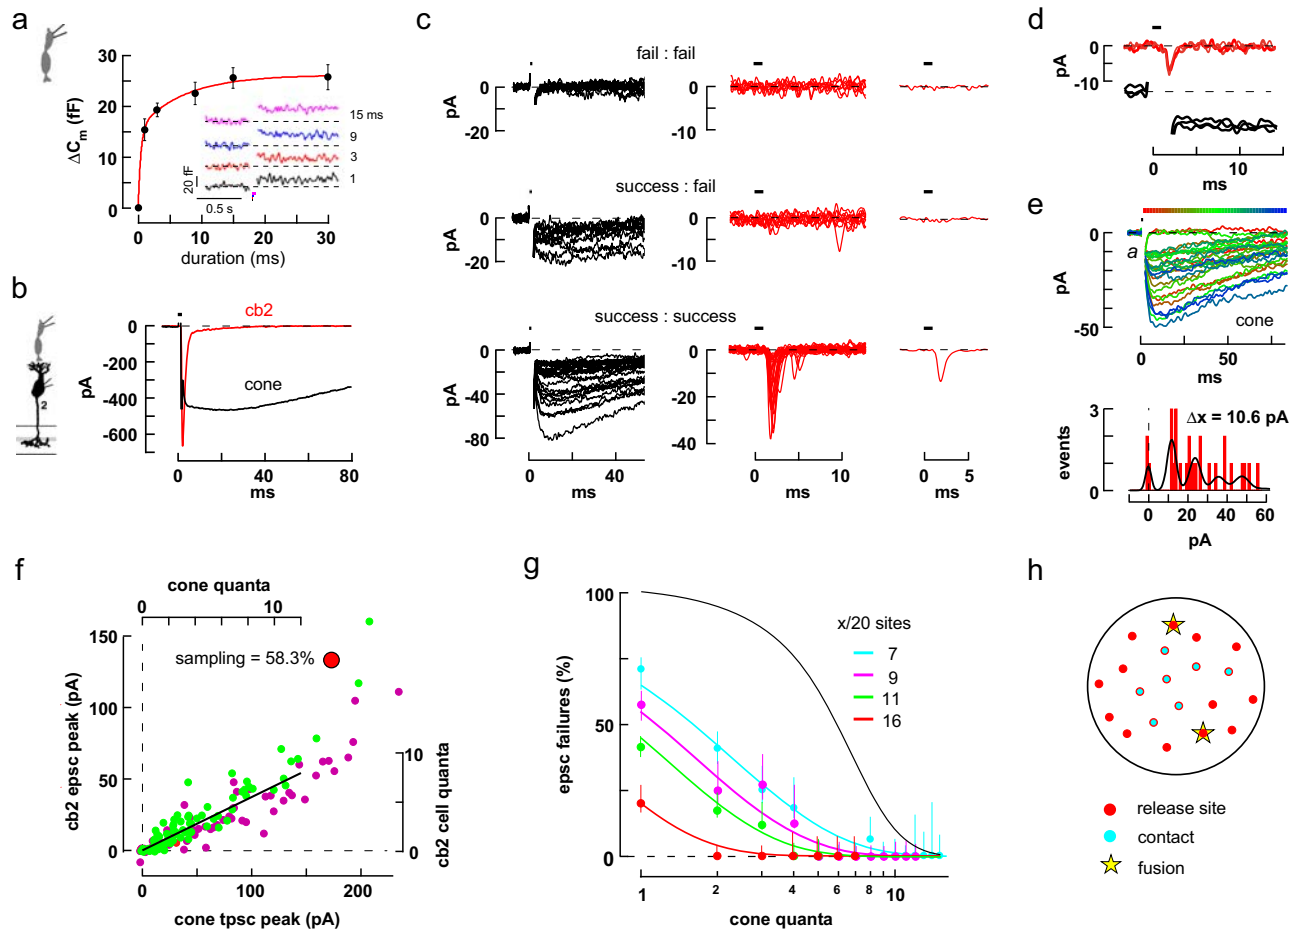 a
ΔCm (fF)
30
20
10
0
15 ms
9
3
1
20 fF
0.5 s
0 10 20 30
duration (ms)
b
2
pA
0
-200
-400
-600
cb2
cone
0 40 80
ms
c
fail : fail
pA
0
-20
0
-10
success : fail
pA
0
-20
0
-10
success : success
pA
0
-40
-80
0
-20
-40
0 20 40
ms
0 10
ms
0 5
ms
d
pA
0
-10
0 10
ms
e
pA
0
-50
a
cone
0 50
ms
events
3
0
Δx = 10.6 pA
0 20 40 60
pA
f
cone quanta
0 10
sampling = 58.3%
cb2 epsc peak (pA)
150
100
50
0
10
0
cb2 cell quanta
0 100 200
cone tpsc peak (pA)
g
epsc failures (%)
100
50
0
x/20 sites
7
9
11
16
1 2 4 6 8 10
cone quanta
h
release site
contact
fusion